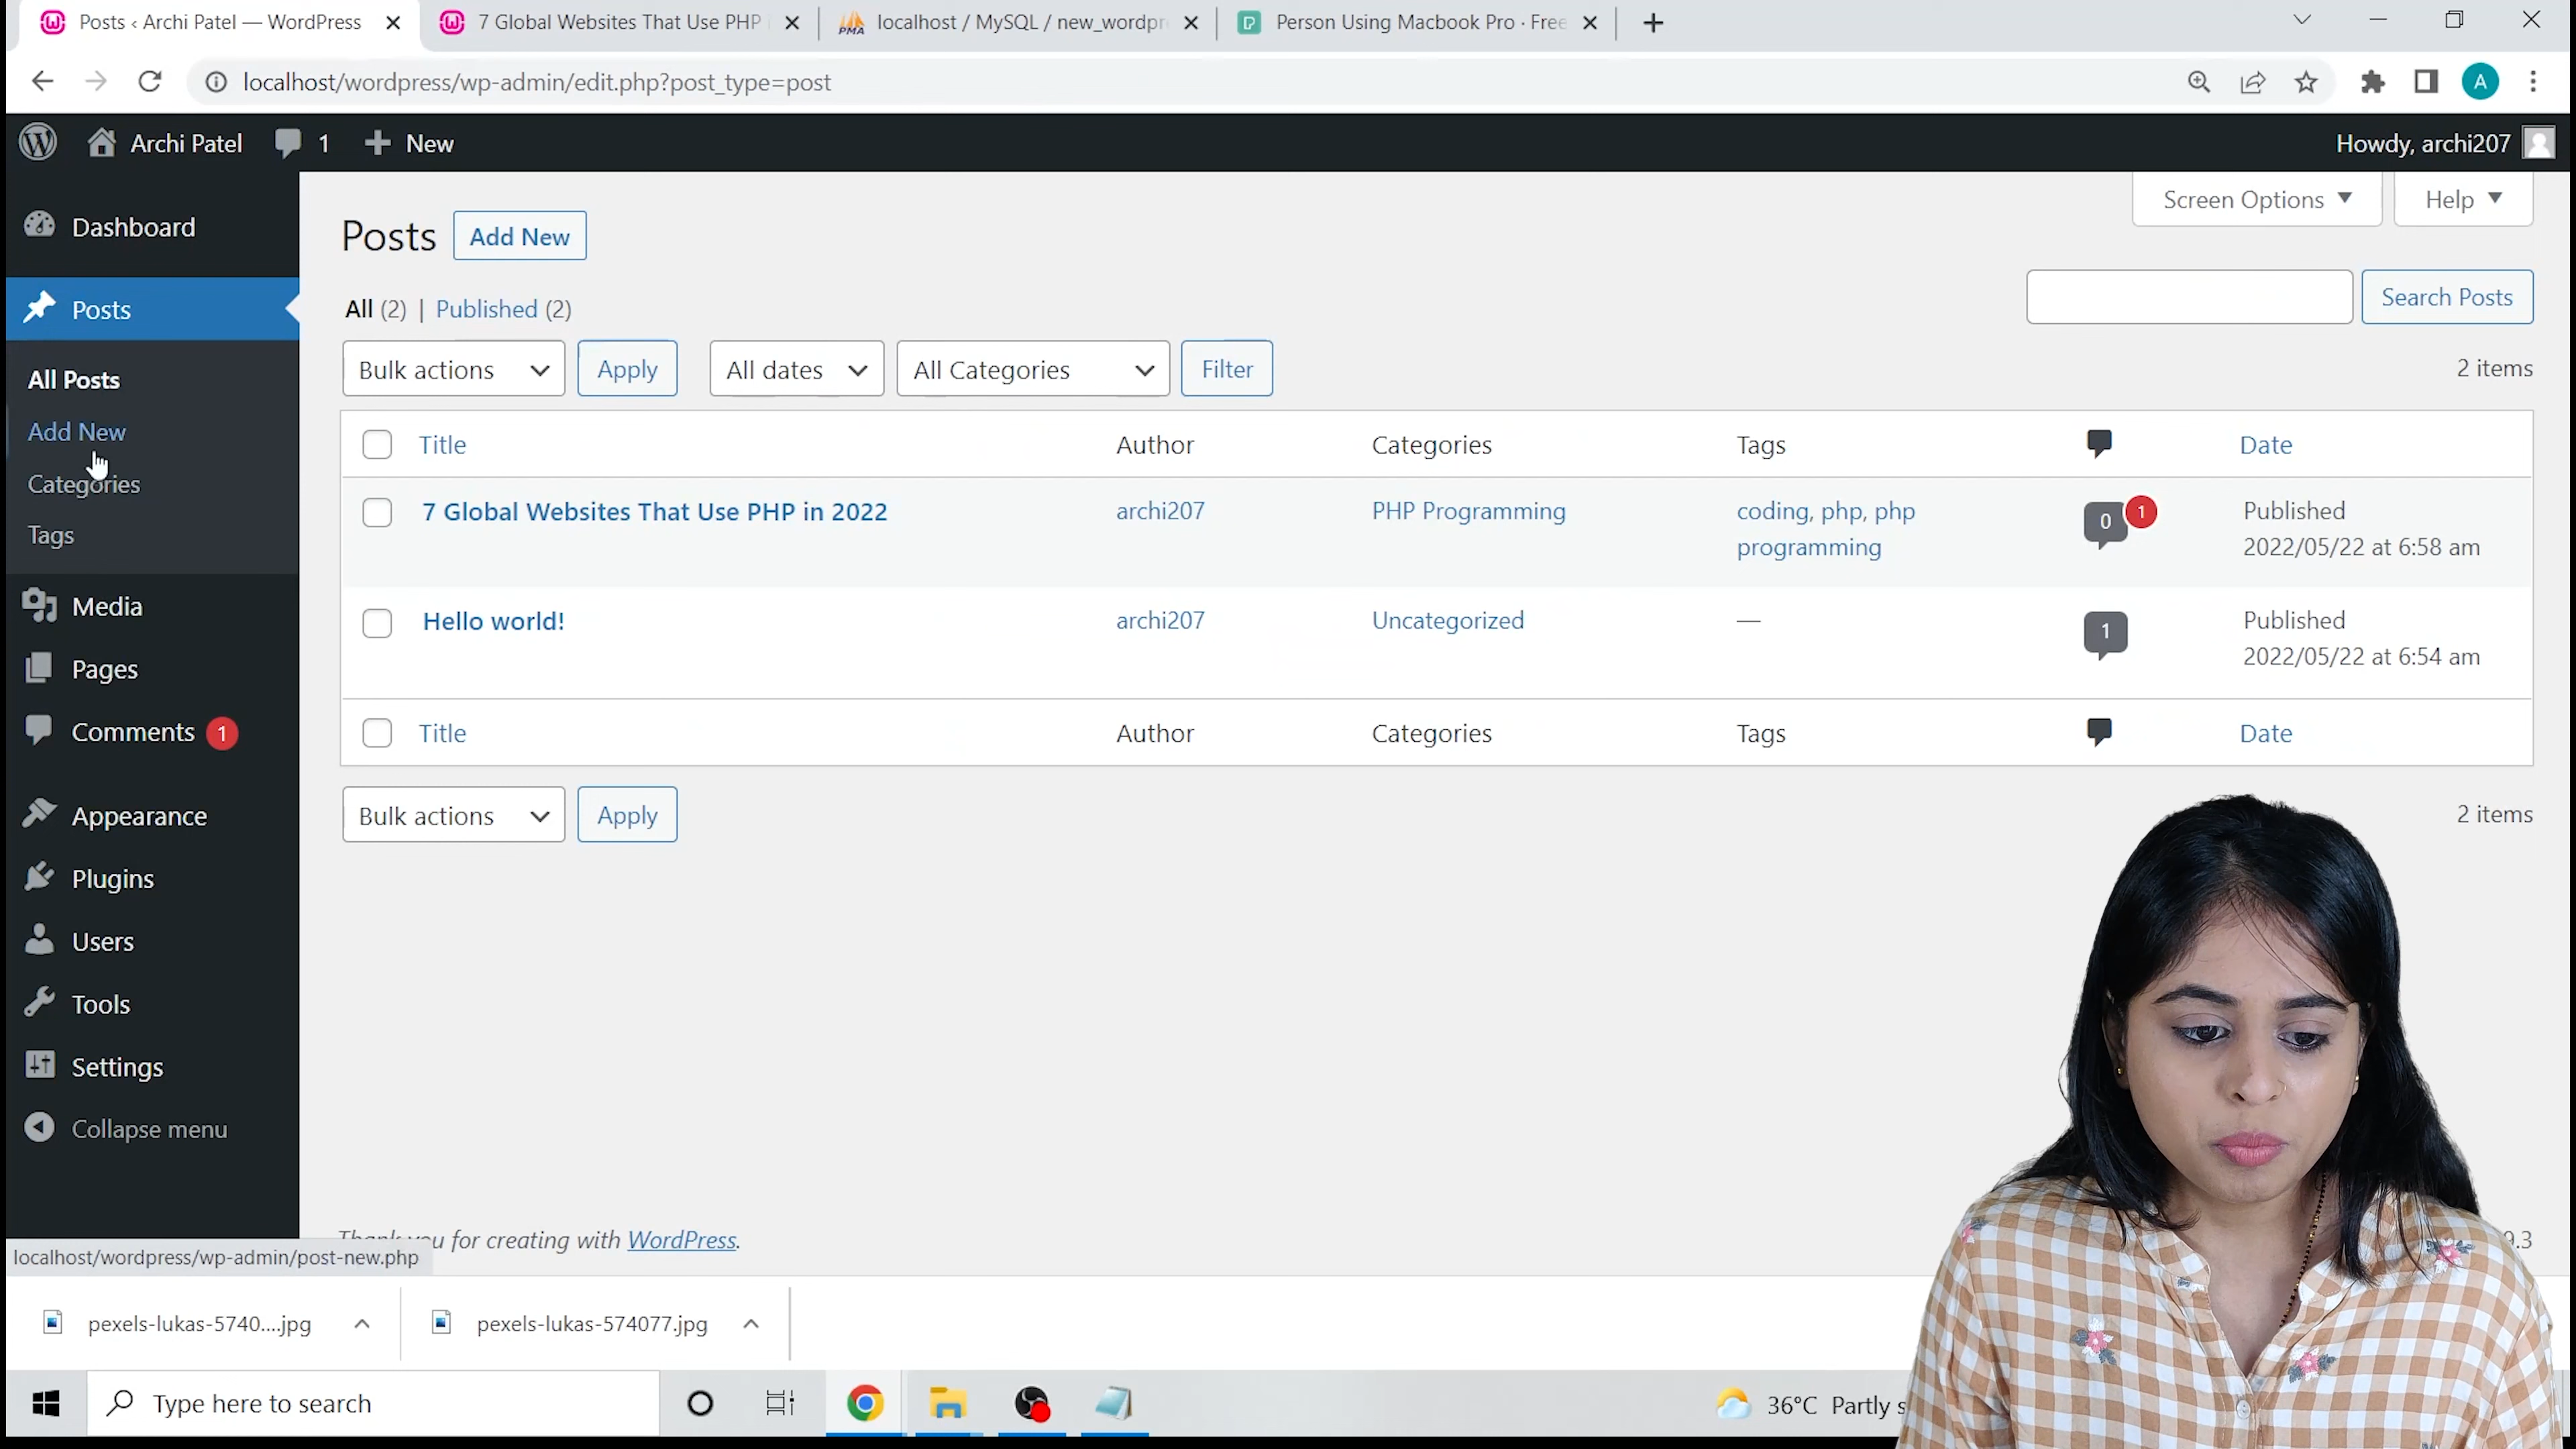 Posts ‹ Archi Patel — WordPress
7 Global Websites That Use PHP
localhost / MySQL / new_wordpr
Person Using Macbook Pro · Free
localhost/wordpress/wp-admin/edit.php?post_type=post
A
Archi Patel 1 New
Howdy, archi207
Screen Options Help
Dashboard
Posts
All Posts
Add New
Categories
Tags
Media
Pages
Comments 1
Appearance
Plugins
Users
Tools
Settings
Collapse menu
Posts Add New
All (2) | Published (2)
Search Posts
Bulk actions Apply All dates All Categories Filter
2 items
Title Author Categories Tags Date
7 Global Websites That Use PHP in 2022 archi207 PHP Programming coding, php, php 0 1 Published
programming 2022/05/22 at 6:58 am
Hello world! archi207 Uncategorized — 1 Published
2022/05/22 at 6:54 am
Title Author Categories Tags Date
Bulk actions Apply
2 items
Thank you for creating with WordPress.
9.3
localhost/wordpress/wp-admin/post-new.php
pexels-lukas-5740....jpg
pexels-lukas-574077.jpg
Type here to search
36°C Partly s